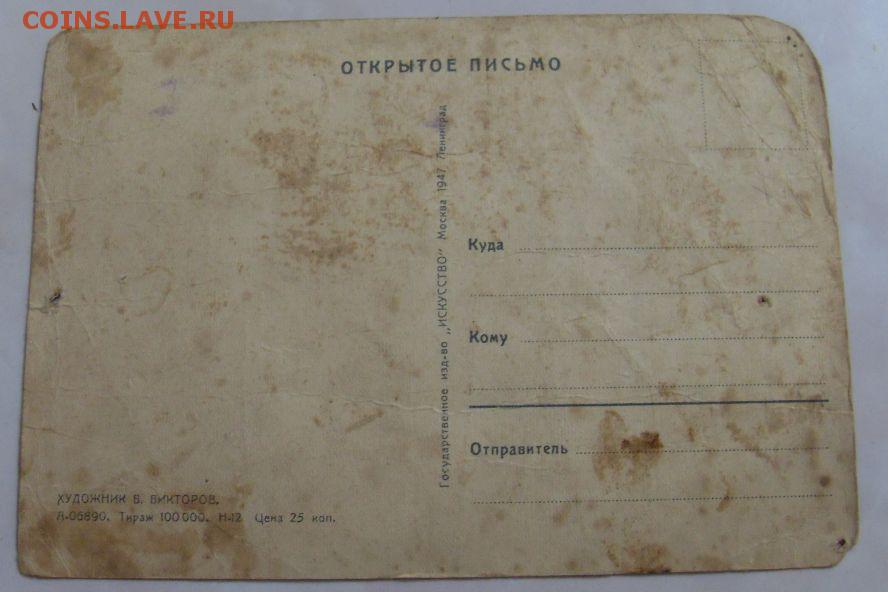 COINS.LAVE.RU
ОТКРЫТОЕ ПИСЬМО
Государственное изд-во „ИСКУССТВО" Москва 1947 Ленинград
Куда
Кому
Отправитель
ХУДОЖНИК В. ВИКТОРОВ.
А-06890. Тираж 100000. Н-12 Цена 25 коп.